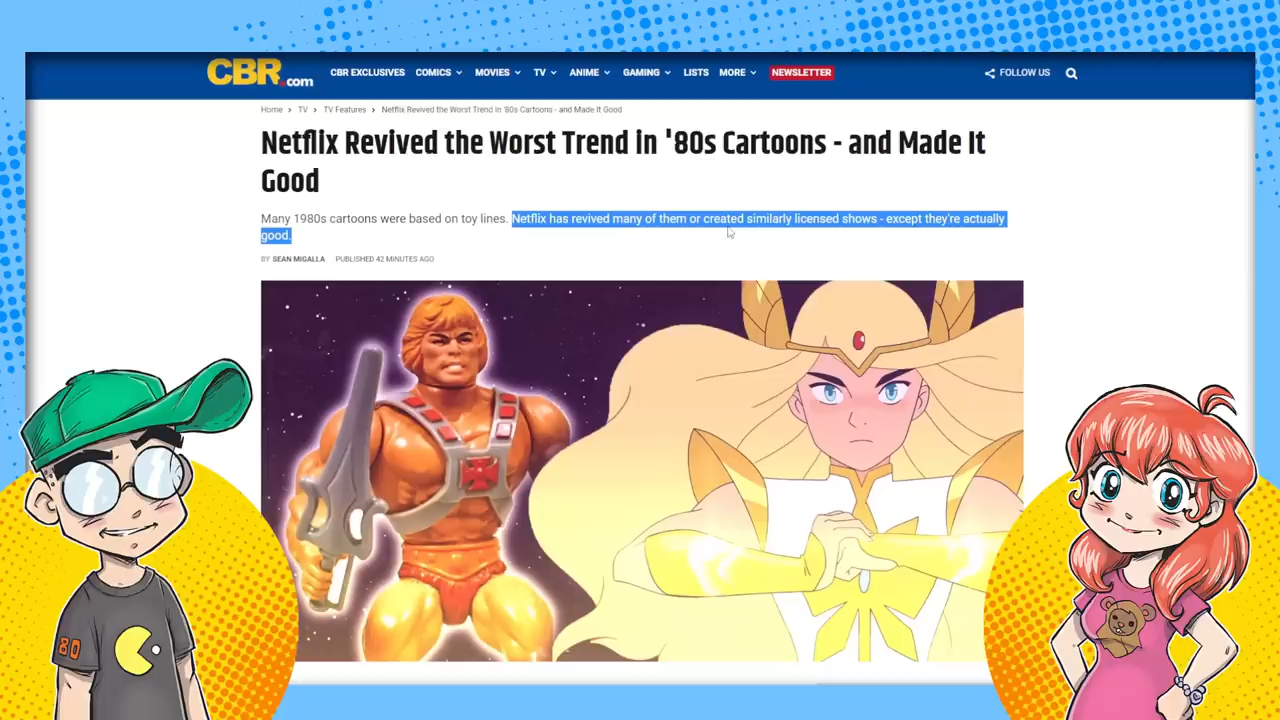 CBR.com CBR EXCLUSIVES COMICS MOVIES TV ANIME GAMING LISTS MORE NEWSLETTER FOLLOW US
Home > TV > TV Features > Netflix Revived the Worst Trend in '80s Cartoons - and Made It Good
Netflix Revived the Worst Trend in '80s Cartoons - and Made It
Good
Many 1980s cartoons were based on toy lines. Netflix has revived many of them or created similarly licensed shows - except they're actually
good.
BY SEAN MIGALLA PUBLISHED 42 MINUTES AGO
80